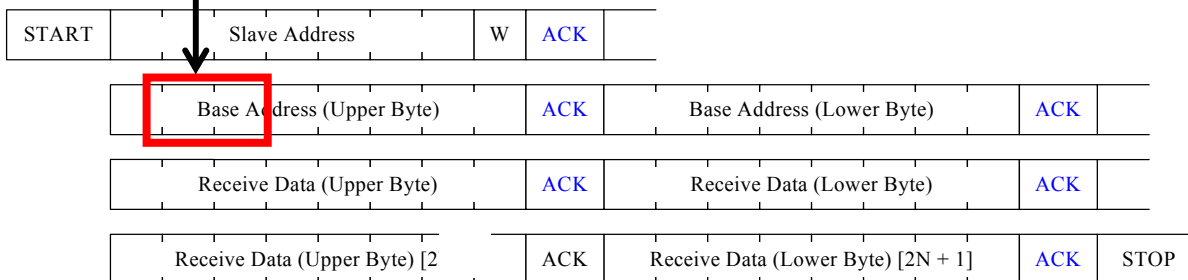 START Slave Address W ACK
Base Address (Upper Byte) ACK Base Address (Lower Byte) ACK
Receive Data (Upper Byte) ACK Receive Data (Lower Byte) ACK
Receive Data (Upper Byte) [2 ACK Receive Data (Lower Byte) [2N + 1] ACK STOP